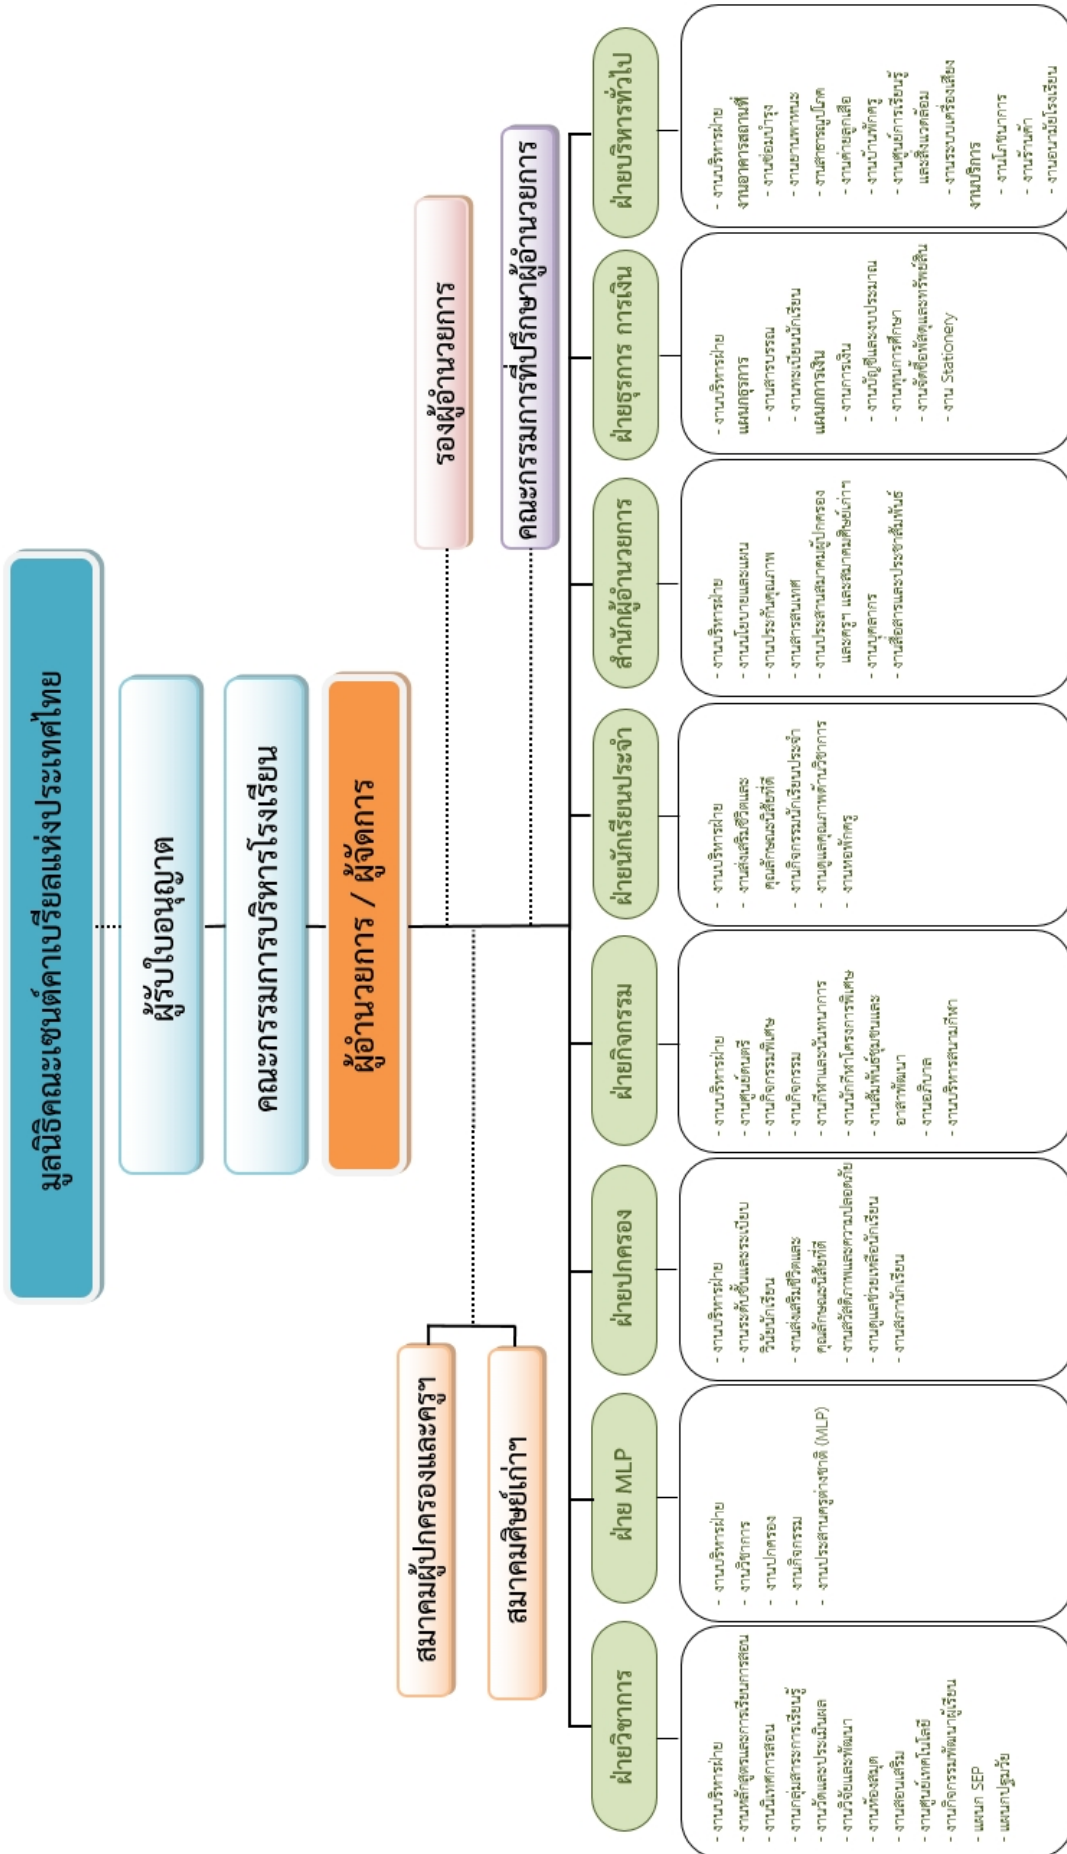 มูลนิธิคณะเซนต์คาเบรียลแห่งประเทศไทย
ผู้รับใบอนุญาต
คณะกรรมการบริหารโรงเรียน
ผู้อำนวยการ / ผู้จัดการ
สมาคมผู้ปกครองและครูฯ
สมาคมศิษย์เก่าฯ
รองผู้อำนวยการ
คณะกรรมการที่ปรึกษาผู้อำนวยการ
ฝ่ายวิชาการ
- งานบริหารฝ่าย
- งานหลักสูตรและการเรียนการสอน
- งานนิเทศการสอน
- งานกลุ่มสาระการเรียนรู้
- งานวัดและประเมินผล
- งานวิจัยและพัฒนา
- งานห้องสมุด
- งานสอนเสริม
- งานศูนย์เทคโนโลยี
- งานกิจกรรมพัฒนาผู้เรียน
- แผนก SEP
- แผนกปฐมวัย
ฝ่าย MLP
- งานบริหารฝ่าย
- งานวิชาการ
- งานปกครอง
- งานกิจกรรม
- งานประสานครูต่างชาติ (MLP)
ฝ่ายปกครอง
- งานบริหารฝ่าย
- งานระดับชั้นและระเบียบ
วินัยนักเรียน
- งานส่งเสริมชีวิตและ
คุณลักษณะนิสัยที่ดี
- งานสวัสดิภาพและความปลอดภัย
- งานดูแลช่วยเหลือนักเรียน
- งานสภานักเรียน
ฝ่ายกิจกรรม
- งานบริหารฝ่าย
- งานศูนย์ดนตรี
- งานกิจกรรมพิเศษ
- งานกิจกรรม
- งานกีฬาและนันทนาการ
- งานนักกีฬาโครงการพิเศษ
- งานสัมพันธ์ชุมชนและ
อาสาพัฒนา
- งานอภิบาล
- งานบริหารสนามกีฬา
ฝ่ายนักเรียนประจำ
- งานบริหารฝ่าย
- งานส่งเสริมชีวิตและ
คุณลักษณะนิสัยที่ดี
- งานกิจกรรมนักเรียนประจำ
- งานดูแลคุณภาพด้านวิชาการ
- งานหอพักครู
สำนักผู้อำนวยการ
- งานบริหารฝ่าย
- งานนโยบายและแผน
- งานประกันคุณภาพ
- งานสารสนเทศ
- งานประสานสมาคมผู้ปกครอง
และครูฯ และสมาคมศิษย์เก่าฯ
- งานบุคลากร
- งานสื่อสารและประชาสัมพันธ์
ฝ่ายธุรการ การเงิน
- งานบริหารฝ่าย
แผนกธุรการ
- งานสารบรรณ
- งานทะเบียนนักเรียน
แผนกการเงิน
- งานการเงิน
- งานบัญชีและงบประมาณ
- งานทุนการศึกษา
- งานจัดซื้อพัสดุและทรัพย์สิน
- งาน Stationery
ฝ่ายบริหารทั่วไป
- งานบริหารฝ่าย
งานอาคารสถานที่
- งานซ่อมบำรุง
- งานยานพาหนะ
- งานสาธารณูปโภค
- งานค่ายลูกเสือ
- งานบ้านพักครู
- งานศูนย์การเรียนรู้
และสิ่งแวดล้อม
- งานระบบเครื่องเสียง
งานบริการ
- งานโภชนาการ
- งานร้านค้า
- งานอนามัยโรงเรียน